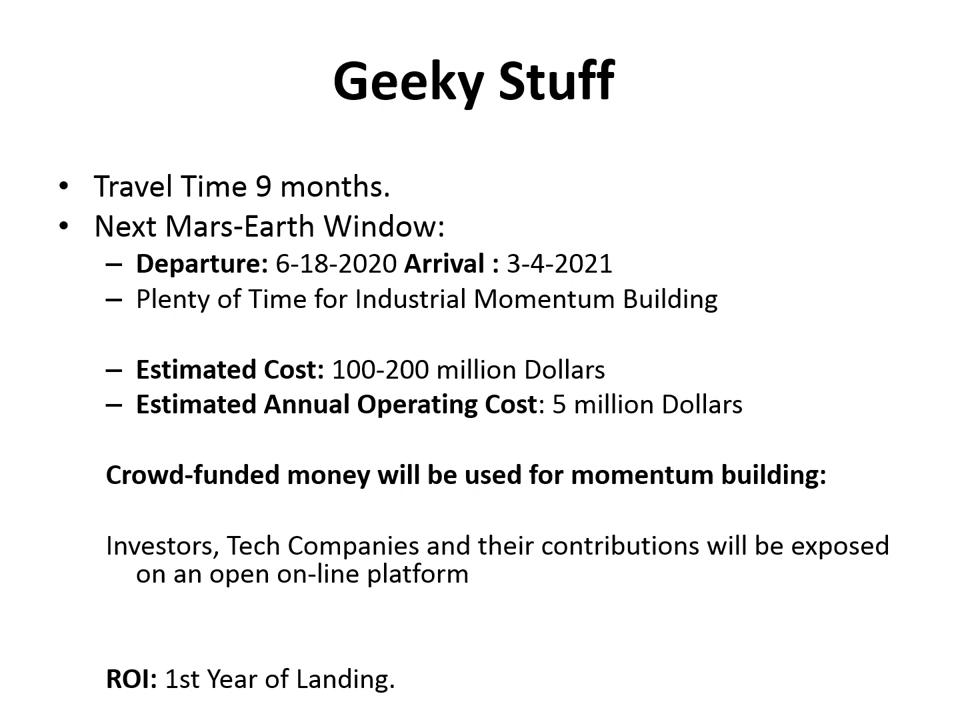 Geeky Stuff
• Travel Time 9 months.
• Next Mars-Earth Window:
– Departure: 6-18-2020 Arrival : 3-4-2021
– Plenty of Time for Industrial Momentum Building
– Estimated Cost: 100-200 million Dollars
– Estimated Annual Operating Cost: 5 million Dollars
Crowd-funded money will be used for momentum building:
Investors, Tech Companies and their contributions will be exposed
on an open on-line platform
ROI: 1st Year of Landing.